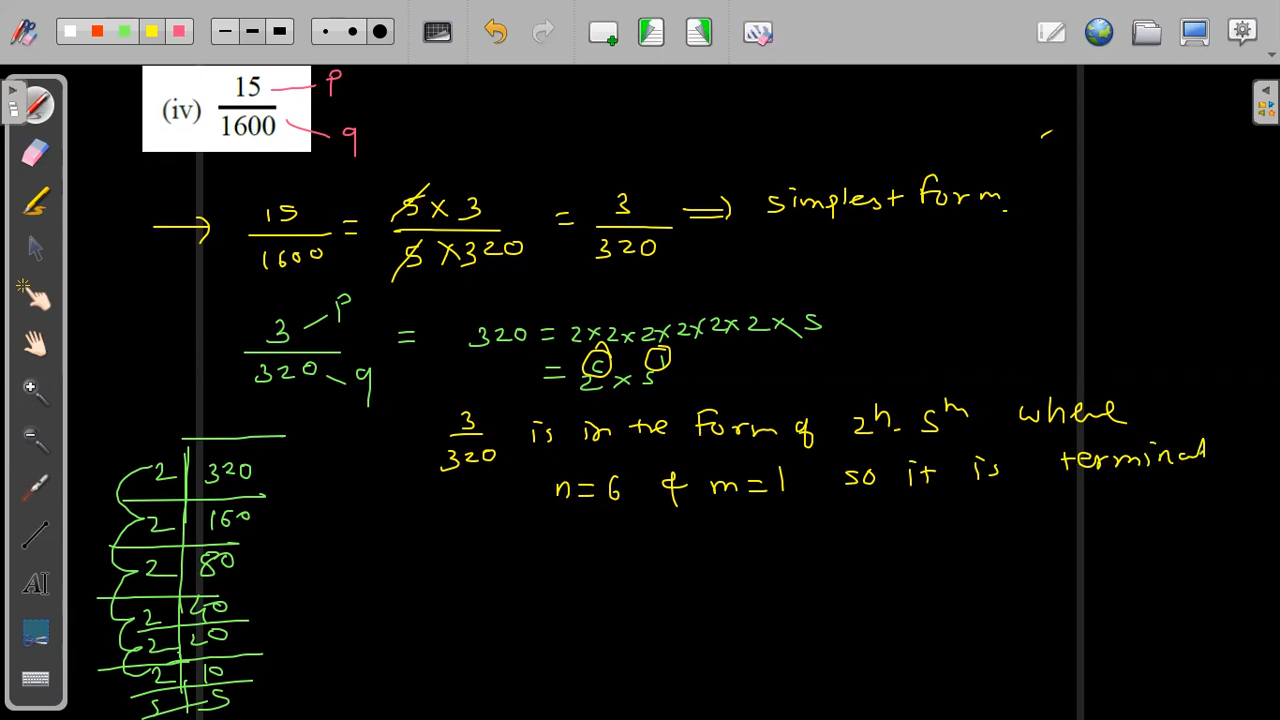 (iv) 15/1600 p q
15/1600 = 5 × 3 / 5 × 320 = 3/320 ⟹ simplest form.
3/320 p q = 320 = 2×2×2×2×2×2×5
= 2^6 × 5^1
3/320 is in the form of 2^n. 5^m where
n=6 & m=1 so it is terminal
2 | 320
2 | 160
2 | 80
2 | 40
2 | 20
2 | 10
5 | 5